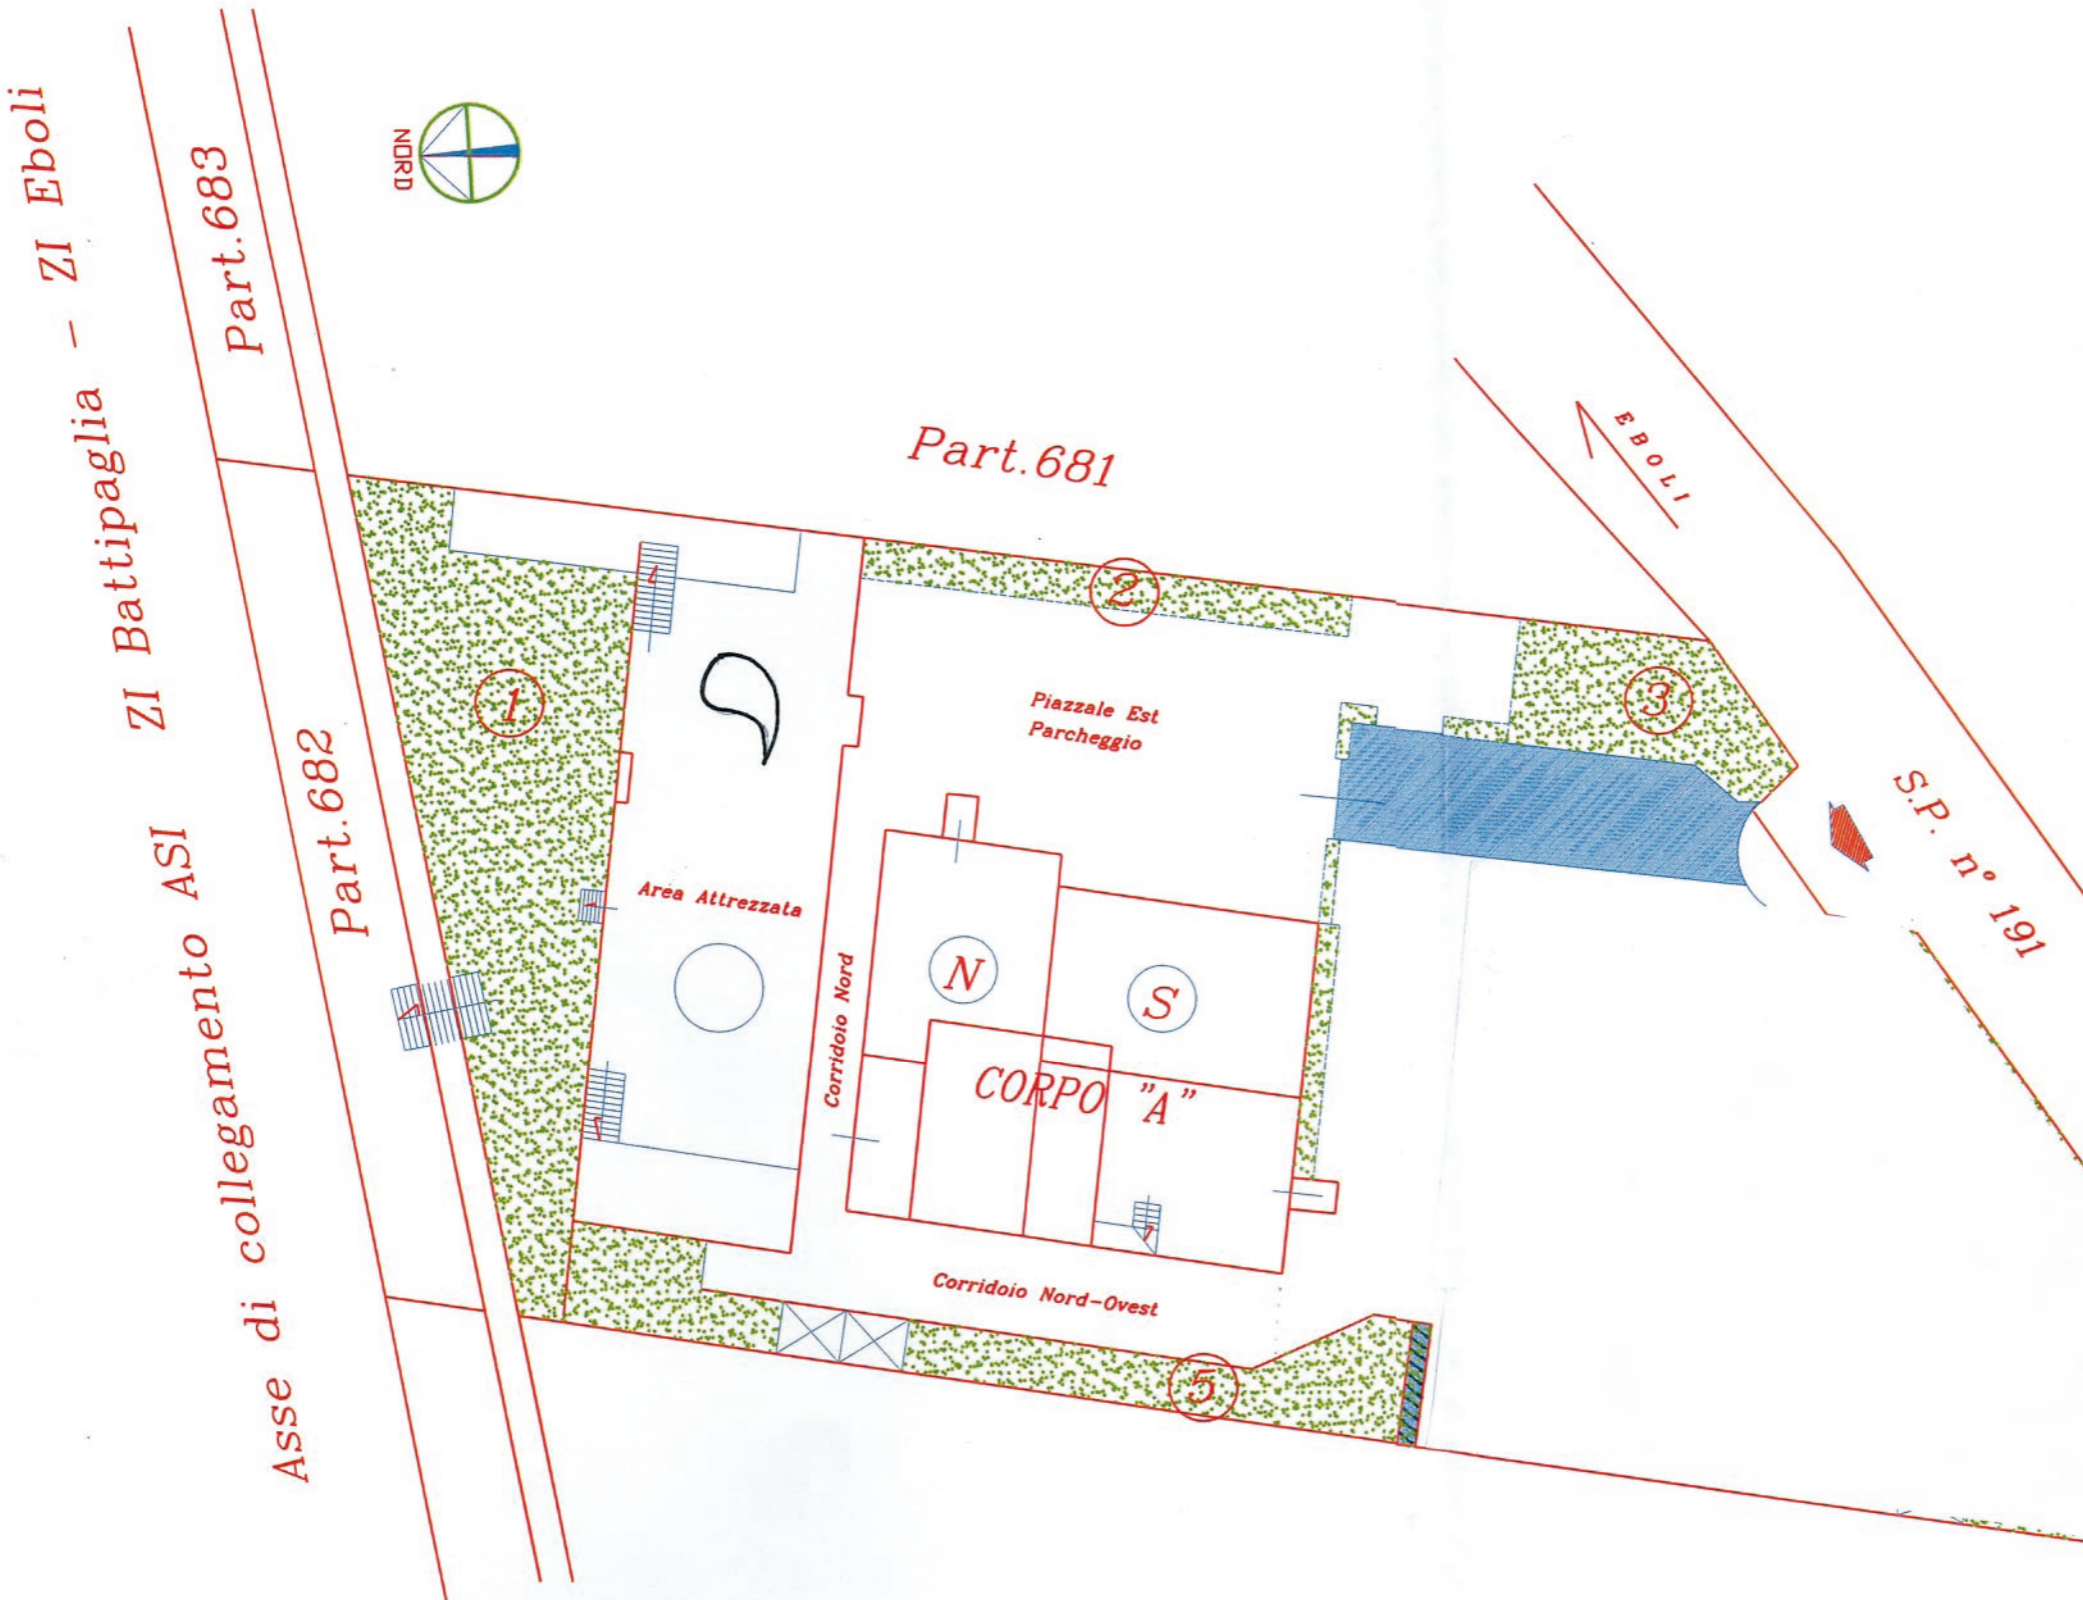 Asse di collegamento ASI ZI Battipaglia - ZI Eboli
Part.683
NORD
Part.682
Part.681
EBOLI
S.P. n° 191
1
2
3
Piazzale Est
Parcheggio
Area Attrezzata
Corridoio Nord
N
S
CORPO "A"
Corridoio Nord-Ovest
5